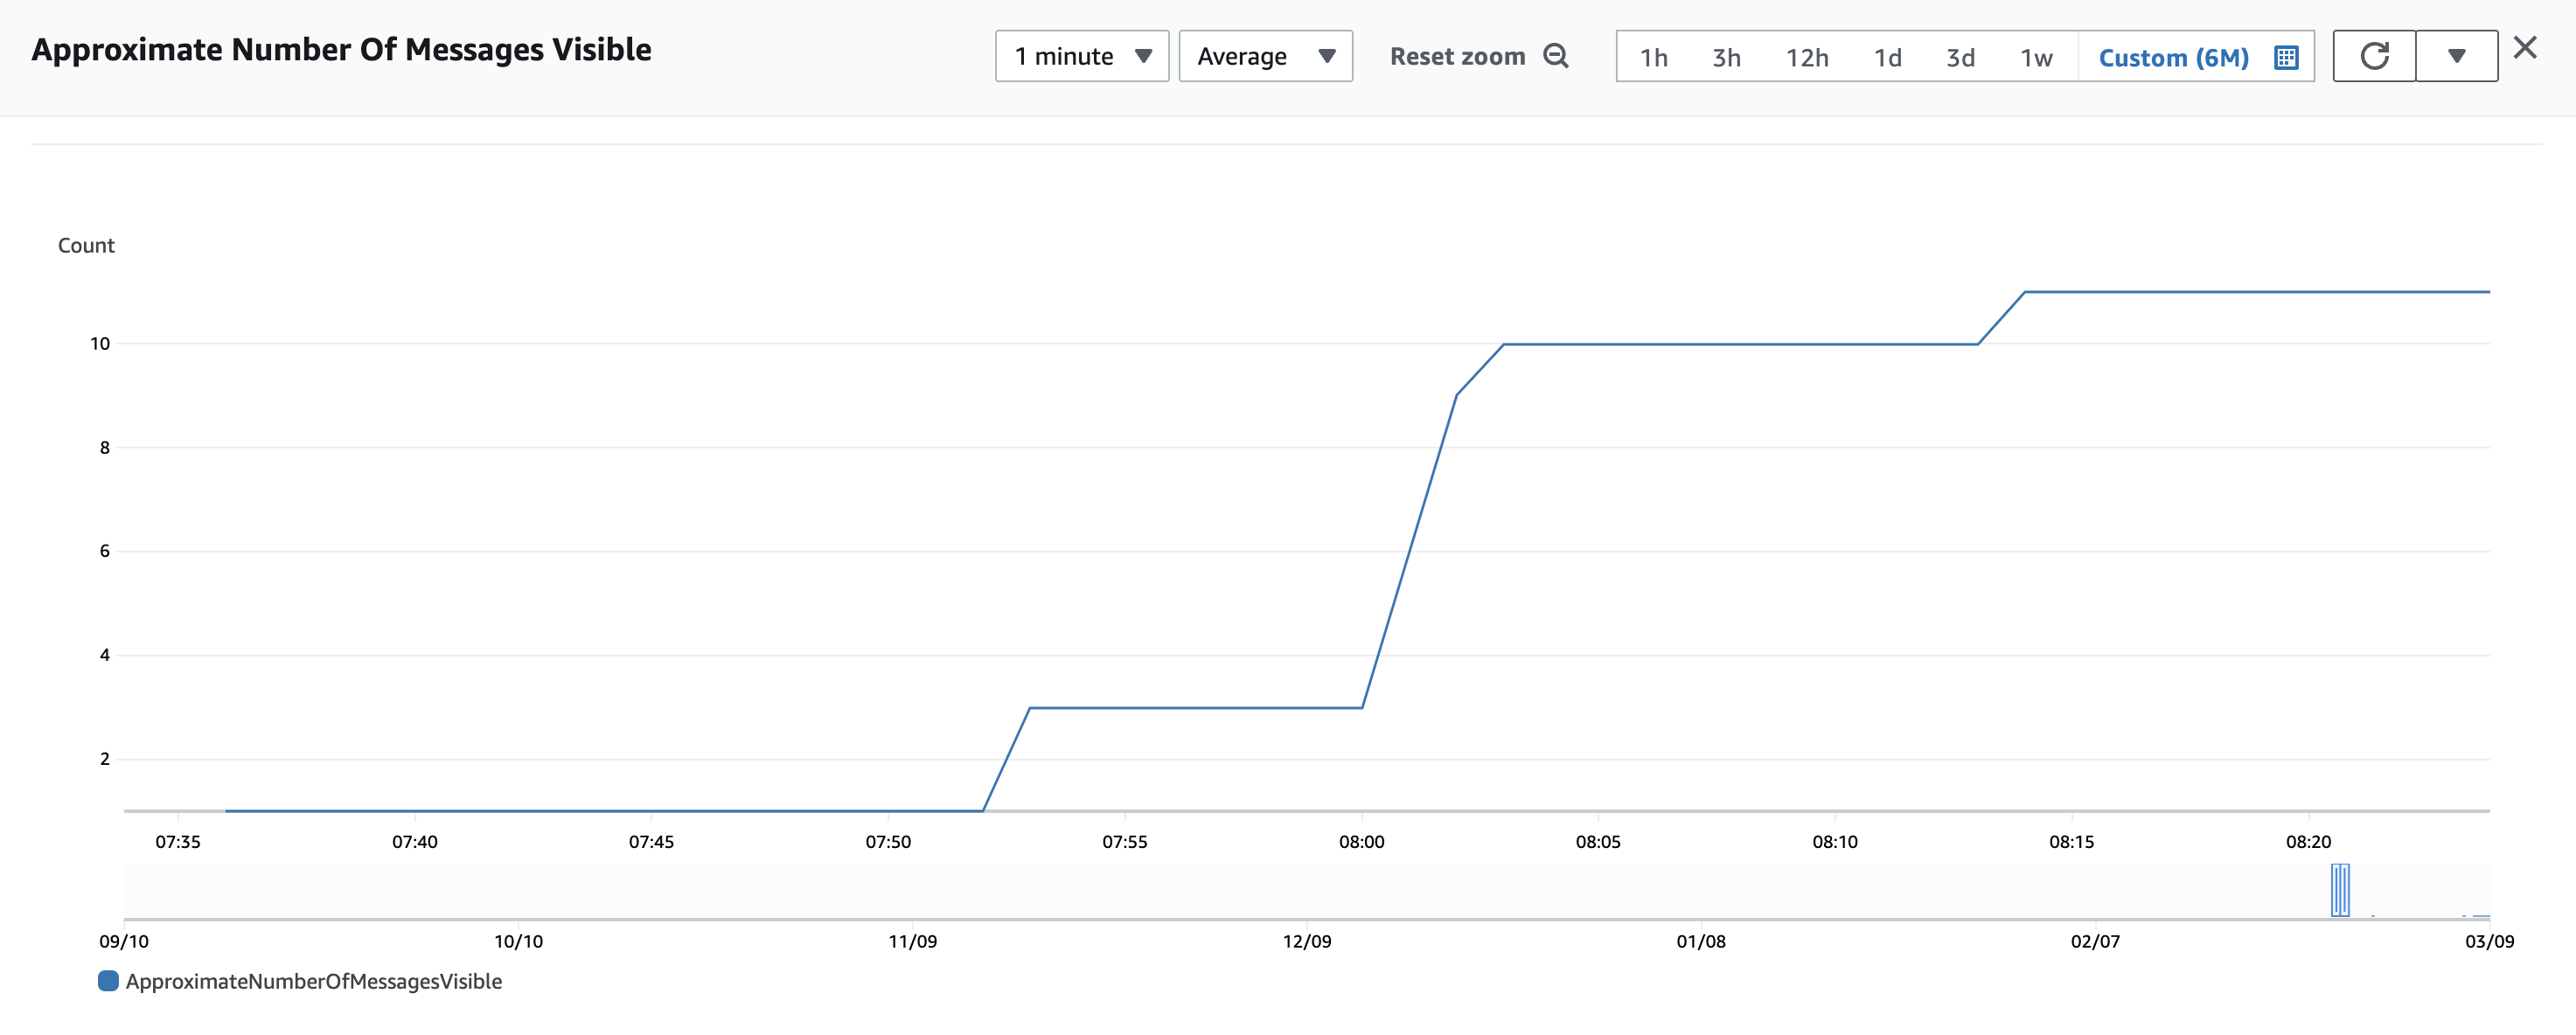 Approximate Number Of Messages Visible
1 minute
Average
Reset zoom
1h 3h 12h 1d 3d 1w Custom (6M)
Count
10
8
6
4
2
07:35 07:40 07:45 07:50 07:55 08:00 08:05 08:10 08:15 08:20
09/10 10/10 11/09 12/09 01/08 02/07 03/09
ApproximateNumberOfMessagesVisible